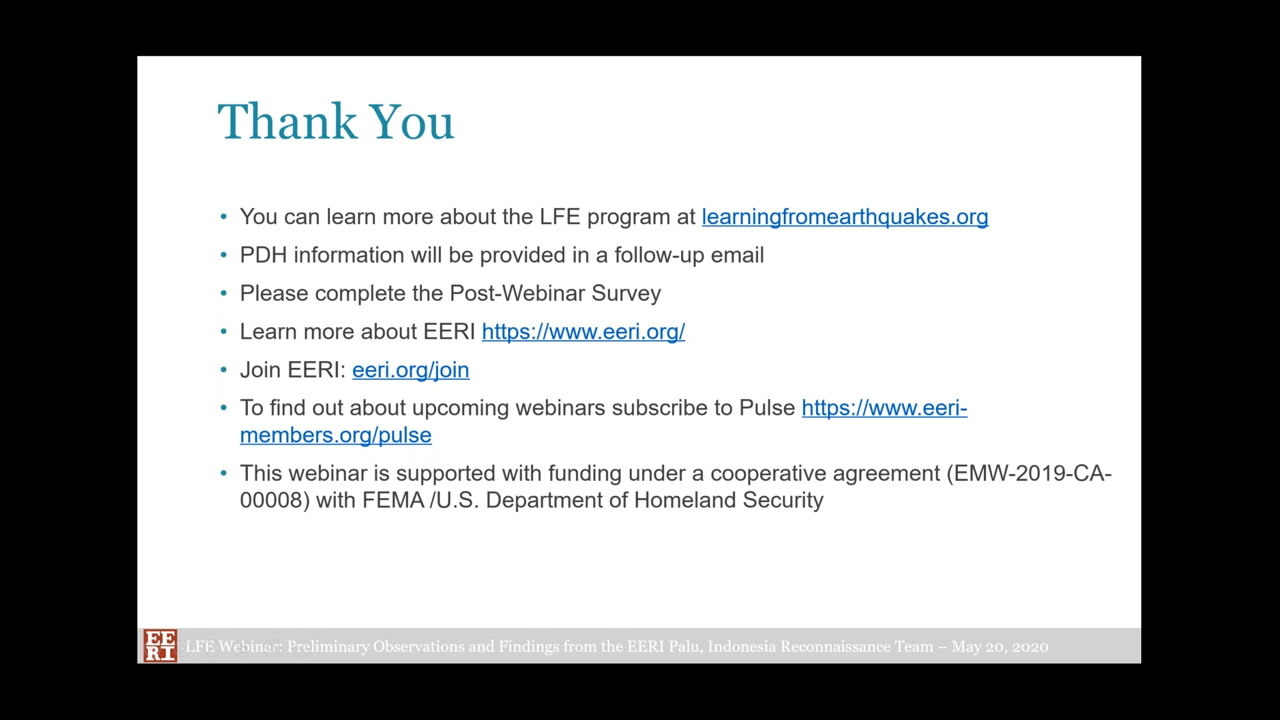 Thank You
• You can learn more about the LFE program at learningfromearthquakes.org
• PDH information will be provided in a follow-up email
• Please complete the Post-Webinar Survey
• Learn more about EERI https://www.eeri.org/
• Join EERI: eeri.org/join
• To find out about upcoming webinars subscribe to Pulse https://www.eeri-
members.org/pulse
• This webinar is supported with funding under a cooperative agreement (EMW-2019-CA-
00008) with FEMA /U.S. Department of Homeland Security
EE
RI
LFE Webinar: Preliminary Observations and Findings from the EERI Palu, Indonesia Reconnaissance Team – May 20, 2020